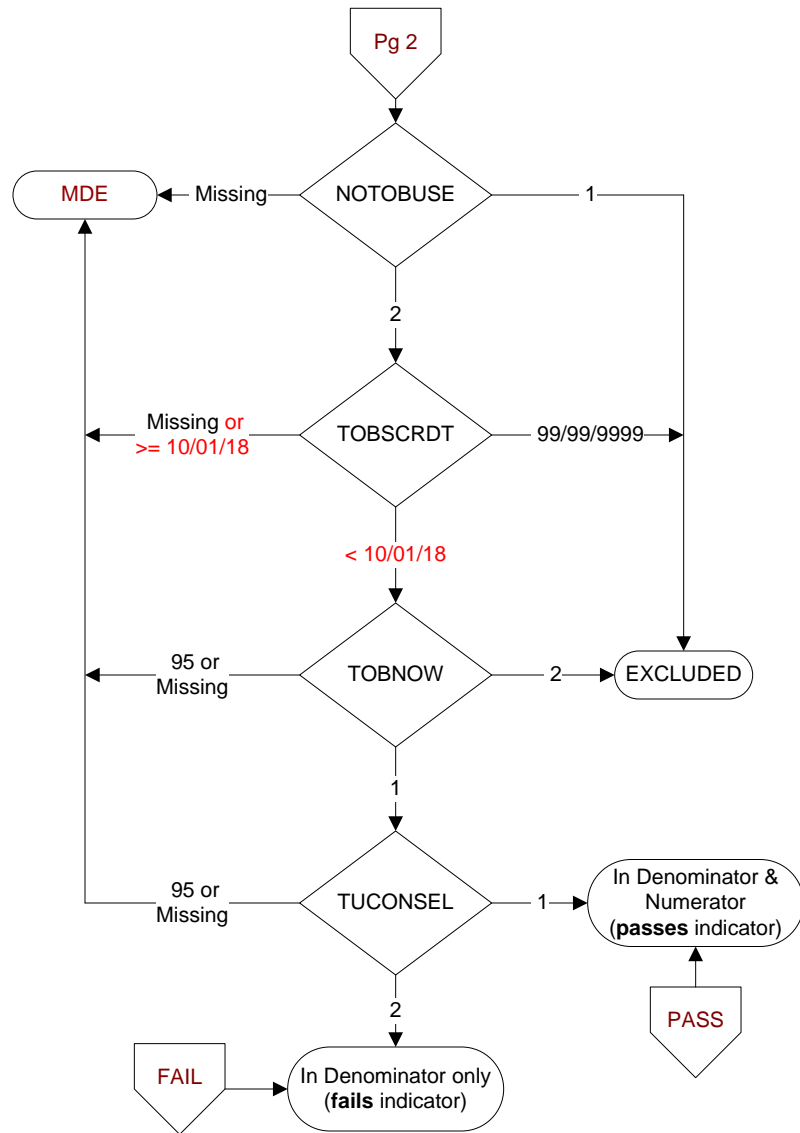 Pg 2
MDE
Missing
NOTOBUSE
1
2
Missing or
>= 10/01/18
TOBSCRDT
99/99/9999
< 10/01/18
95 or
Missing
TOBNOW
2
EXCLUDED
1
95 or
Missing
TUCONSEL
1
In Denominator &
Numerator
(passes indicator)
2
PASS
FAIL
In Denominator only
(fails indicator)